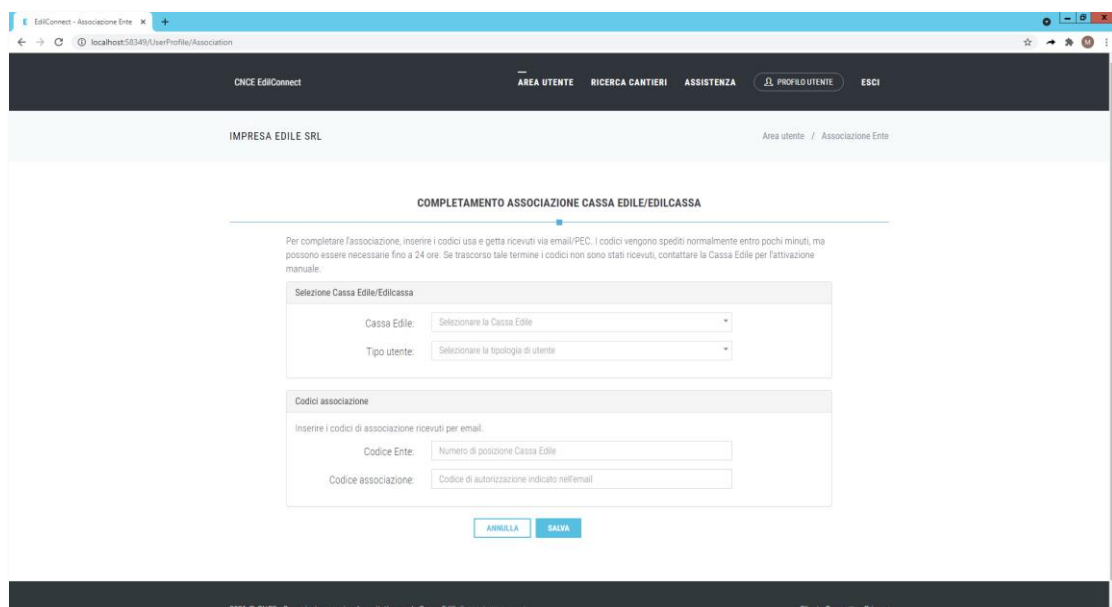 EdilConnect - Associazione Ente
localhost:58349/UserProfile/Association
M
CNCE EdilConnect
AREA UTENTE
RICERCA CANTIERI
ASSISTENZA
PROFILO UTENTE
ESCI
IMPRESA EDILE SRL
Area utente / Associazione Ente
COMPLETAMENTO ASSOCIAZIONE CASSA EDILE/EDILCASSA
Per completare l'associazione, inserire i codici usa e getta ricevuti via email/PEC. I codici vengono spediti normalmente entro pochi minuti, ma
possono essere necessarie fino a 24 ore. Se trascorso tale termine i codici non sono stati ricevuti, contattare la Cassa Edile per l'attivazione
manuale.
Selezione Cassa Edile/Edilcassa
Cassa Edile: Selezionare la Cassa Edile
Tipo utente: Selezionare la tipologia di utente
Codici associazione
Inserire i codici di associazione ricevuti per email.
Codice Ente: Numero di posizione Cassa Edile
Codice associazione: Codice di autorizzazione indicato nell'email
ANNULLA
SALVA